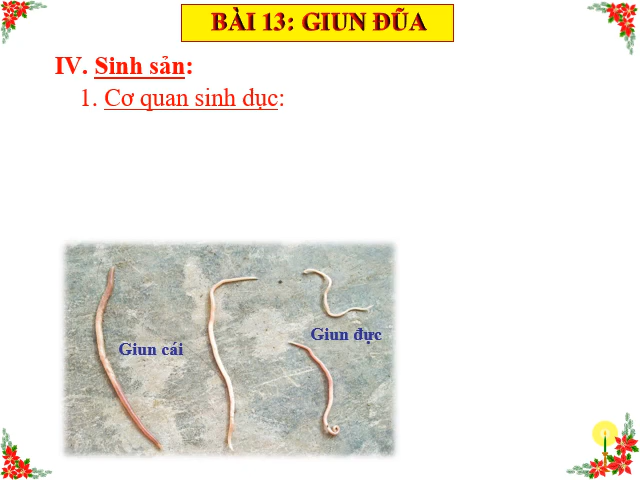 BÀI 13: GIUN ĐŨA
IV. Sinh sản:
1. Cơ quan sinh dục:
Giun đực
Giun cái